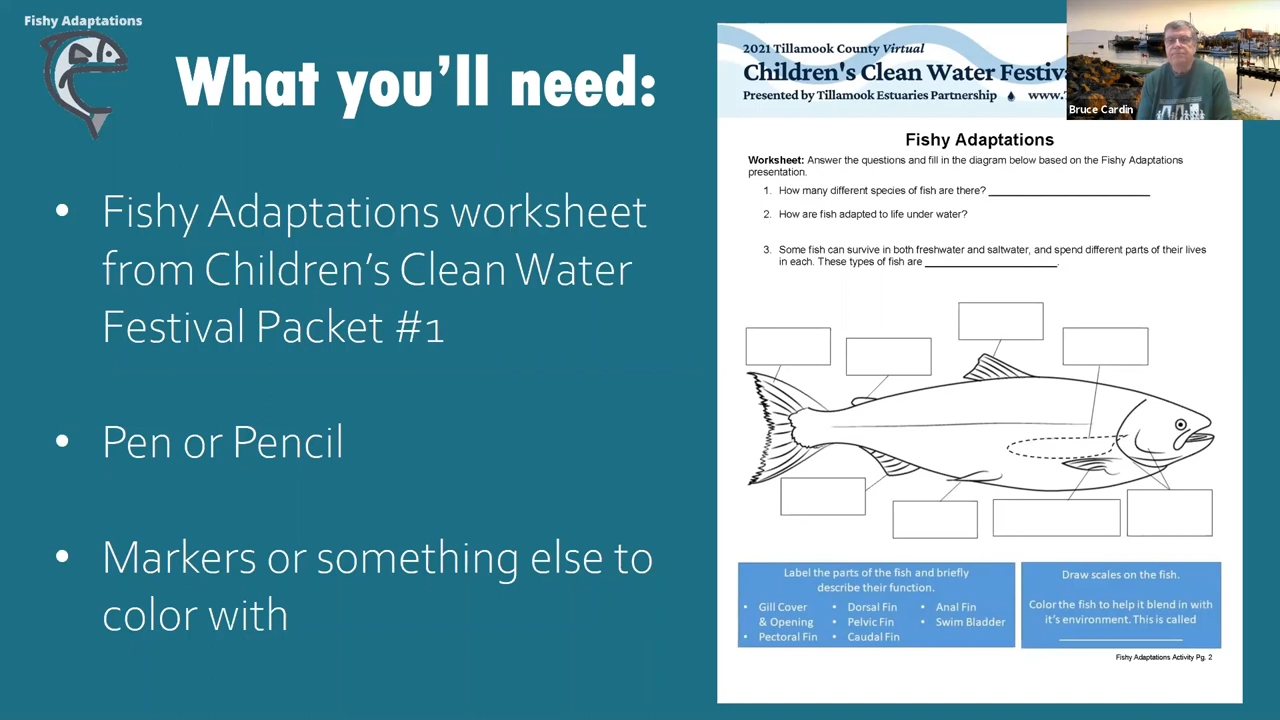 Fishy Adaptations
What you'll need:
• Fishy Adaptations worksheet
from Children's Clean Water
Festival Packet #1
• Pen or Pencil
• Markers or something else to
color with
2021 Tillamook County Virtual
Children's Clean Water Festiva
Presented by Tillamook Estuaries Partnership www.
Bruce Cardin
Fishy Adaptations
Worksheet: Answer the questions and fill in the diagram below based on the Fishy Adaptations
presentation.
1. How many different species of fish are there? ____
2. How are fish adapted to life under water?
3. Some fish can survive in both freshwater and saltwater, and spend different parts of their lives
in each. These types of fish are ____.
Label the parts of the fish and briefly
describe their function.
• Gill Cover
& Opening
• Pectoral Fin
• Dorsal Fin
• Pelvic Fin
• Caudal Fin
• Anal Fin
• Swim Bladder
Draw scales on the fish.
Color the fish to help it blend in with
it's environment. This is called
____
Fishy Adaptations Activity Pg. 2